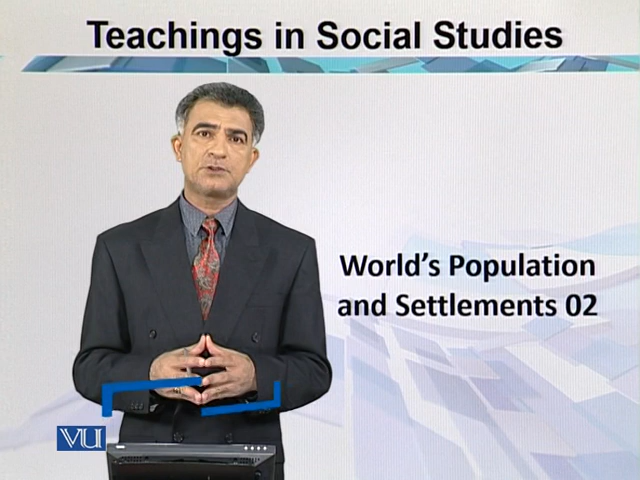 Teachings in Social Studies
World's Population
and Settlements 02
VU